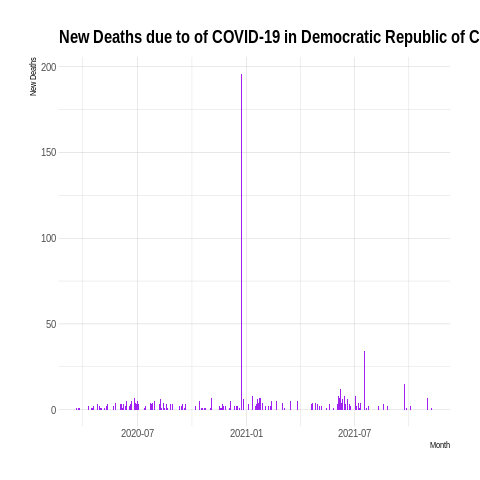 New Deaths due to of COVID-19 in Democratic Republic of C
New Deaths
200
150
100
50
0
2020-07
2021-01
2021-07
Month